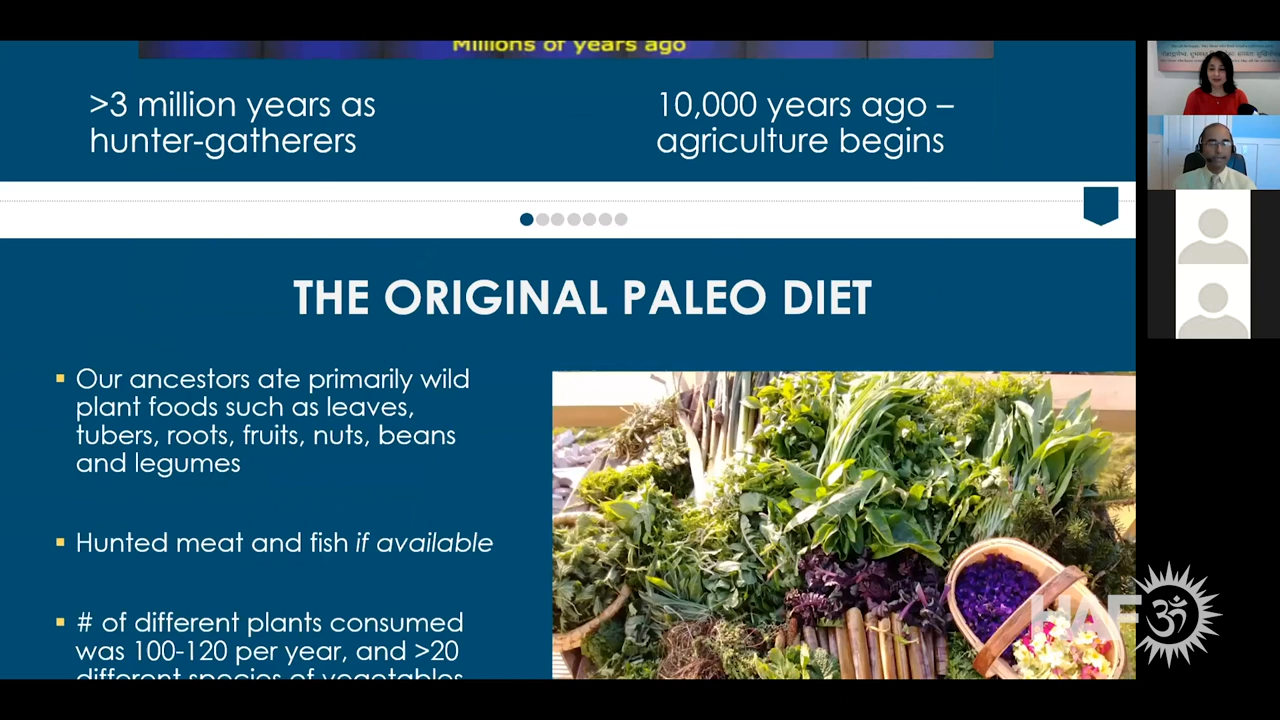 Millions of years ago
>3 million years as
hunter-gatherers
10,000 years ago –
agriculture begins
THE ORIGINAL PALEO DIET
▪ Our ancestors ate primarily wild
plant foods such as leaves,
tubers, roots, fruits, nuts, beans
and legumes
▪ Hunted meat and fish if available
▪ # of different plants consumed
was 100-120 per year, and >20
different species of vegetables
HAF
ॐ